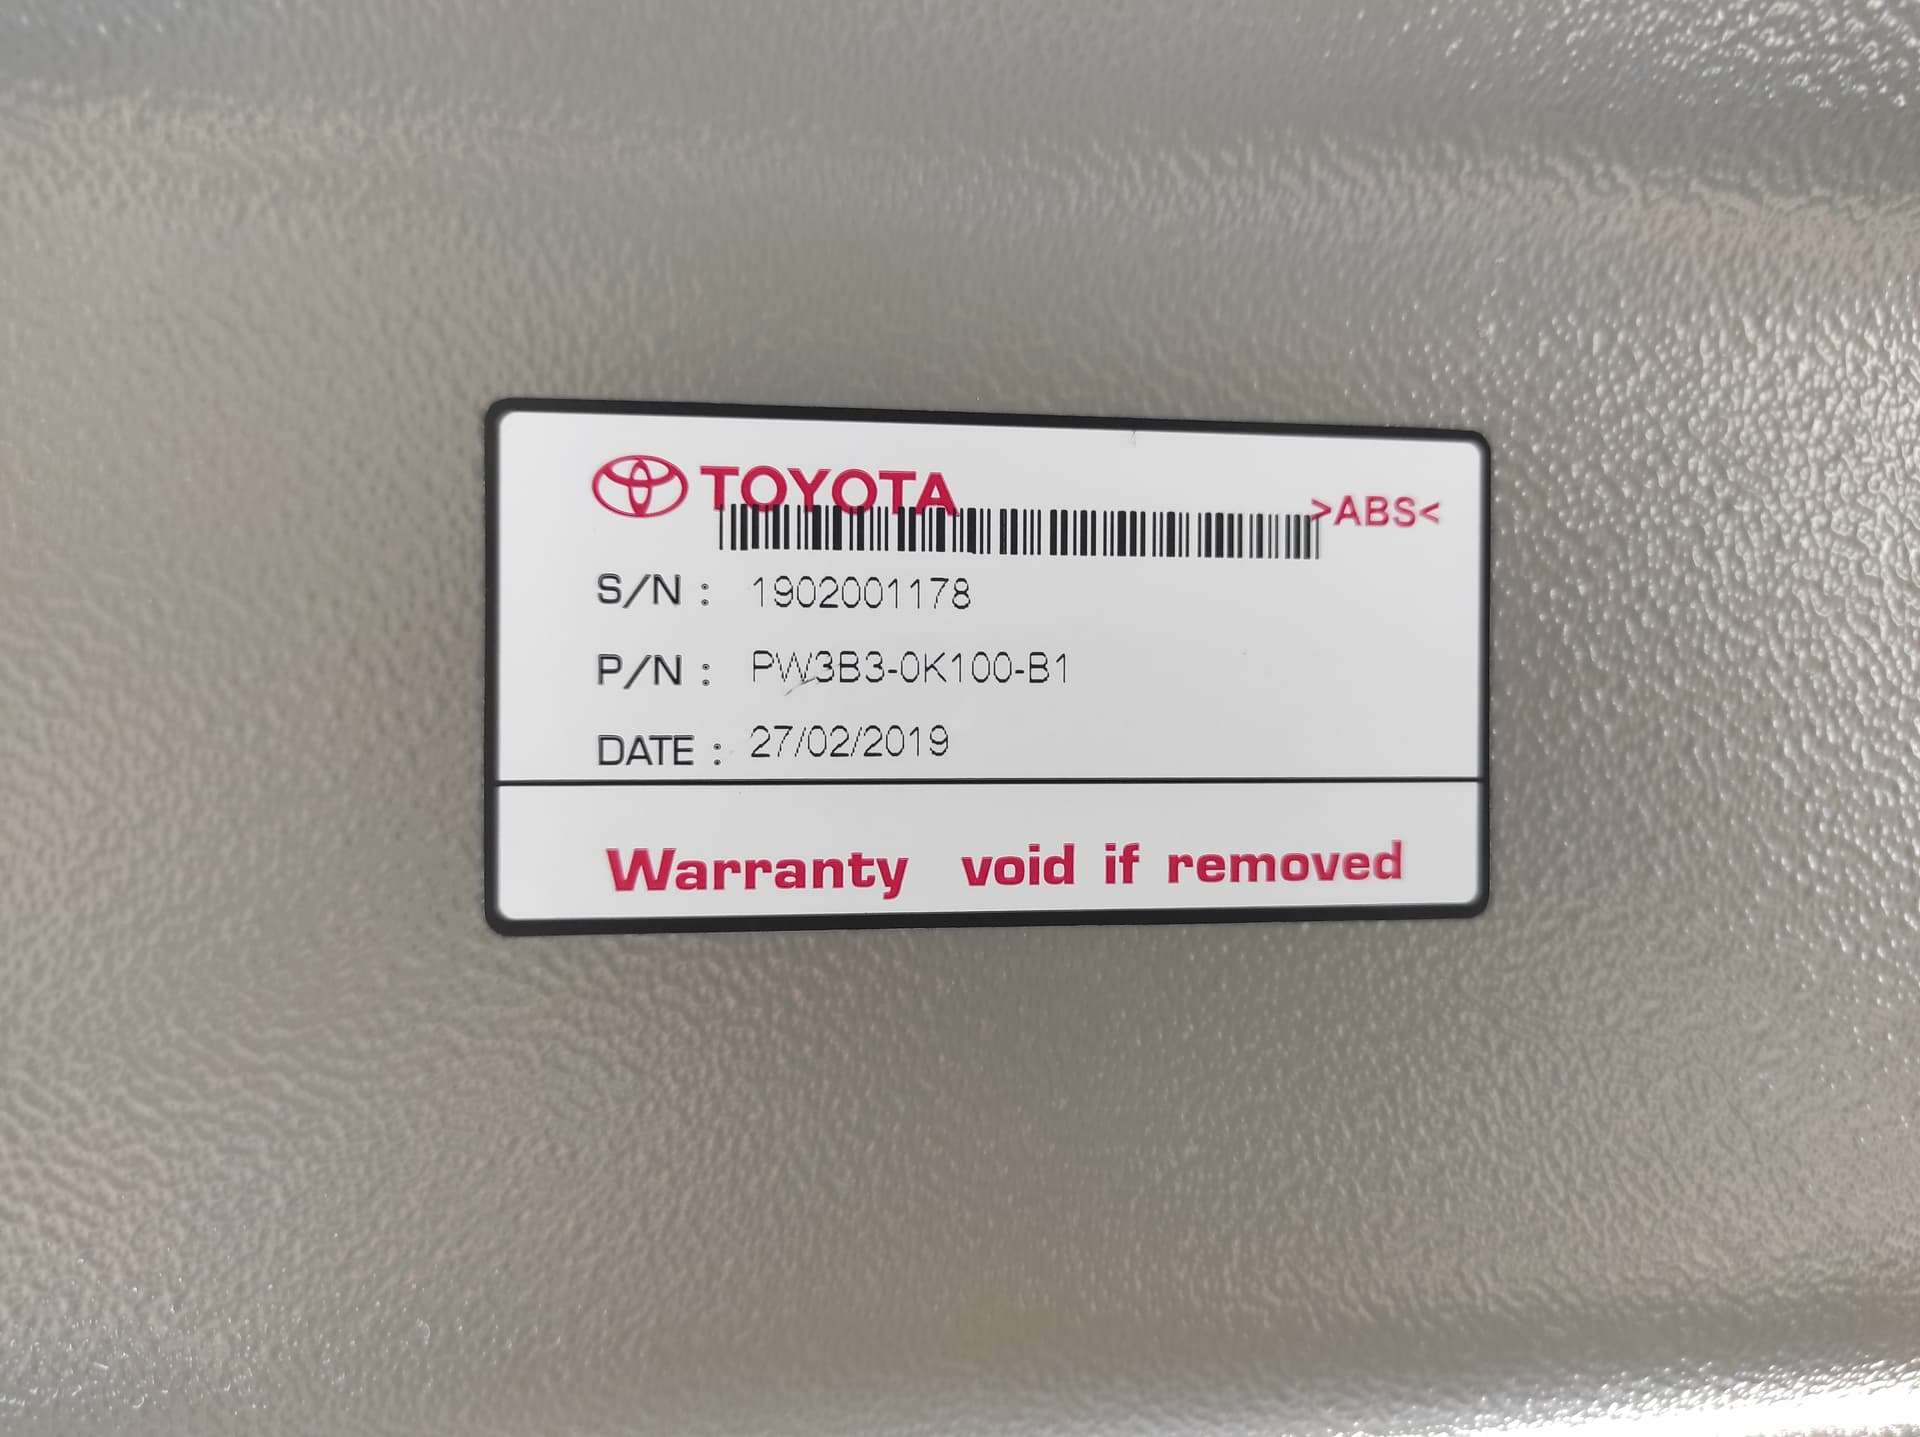 TOYOTA
>ABS<
S/N : 1902001178
P/N : PW3B3-0K100-B1
DATE : 27/02/2019
Warranty void if removed